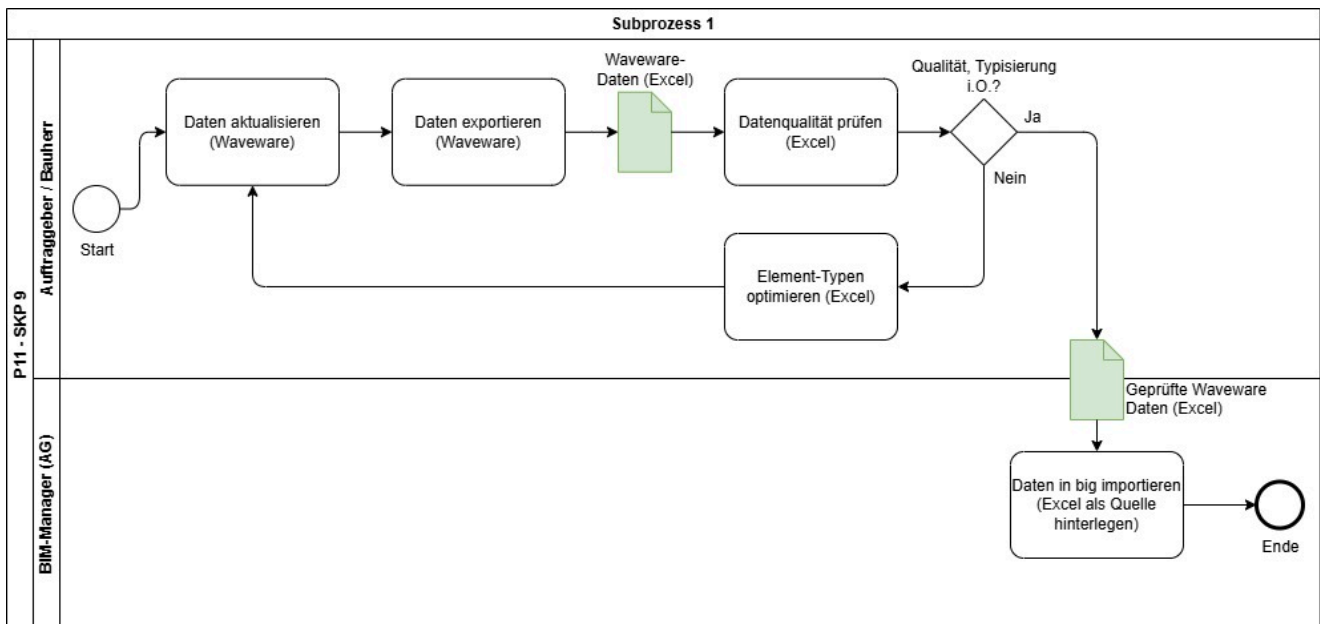 Subprozess 1
P11 - SKP 9
Auftraggeber / Bauherr
Start
Daten aktualisieren
(Waveware)
Daten exportieren
(Waveware)
Waveware-
Daten (Excel)
Datenqualität prüfen
(Excel)
Qualität, Typisierung
i.O.?
Ja
Nein
Element-Typen
optimieren (Excel)
Geprüfte Waveware
Daten (Excel)
BIM-Manager (AG)
Daten in big importieren
(Excel als Quelle
hinterlegen)
Ende